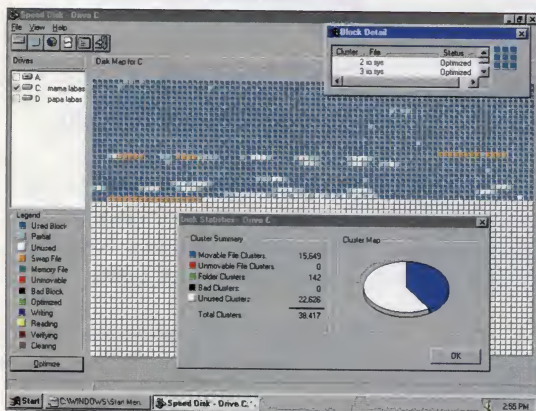 Speed Disk - Drive C
File View Help
Drives
A:
C: mama labas
D: papa labas
Disk Map for C
Block Detail
Cluster File Status
2 io.sys Optimized
3 io.sys Optimized
Legend
Used Block
Partial
Unused
Swap File
Memory File
Unmovable
Bad Block
Optimized
Writing
Reading
Verifying
Clearing
Optimize
Disk Statistics - Drive C
Cluster Summary
Movable File Clusters 15,649
Unmovable File Clusters 0
Folder Clusters 142
Bad Clusters 0
Unused Clusters 22,626
Total Clusters 38,417
Cluster Map
OK
Start
C:\WINDOWS\Start Men..
Speed Disk - Drive C..
2:55 PM